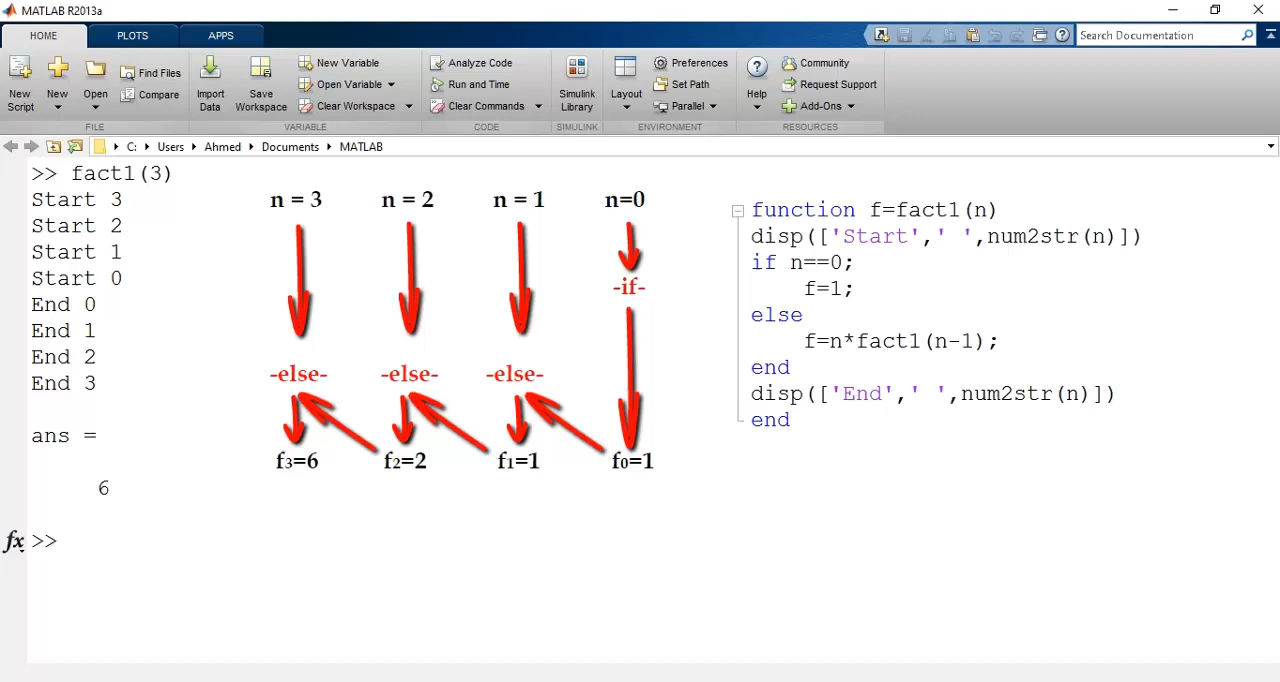 MATLAB R2013a
HOME PLOTS APPS
Search Documentation
New Script
New
Open
Find Files
Compare
Import Data
Save Workspace
New Variable
Open Variable
Clear Workspace
Analyze Code
Run and Time
Clear Commands
Simulink Library
Layout
Preferences
Set Path
Parallel
Help
Community
Request Support
Add-Ons
FILE VARIABLE CODE SIMULINK ENVIRONMENT RESOURCES
C: Users Ahmed Documents MATLAB
>> fact1(3)
Start 3
Start 2
Start 1
Start 0
End 0
End 1
End 2
End 3
ans =
6
fx >>
n = 3 n = 2 n = 1 n=0
-if-
-else- -else- -else-
f3=6 f2=2 f1=1 f0=1
function f=fact1(n)
disp(['Start',' ',num2str(n)])
if n==0;
f=1;
else
f=n*fact1(n-1);
end
disp(['End',' ',num2str(n)])
end